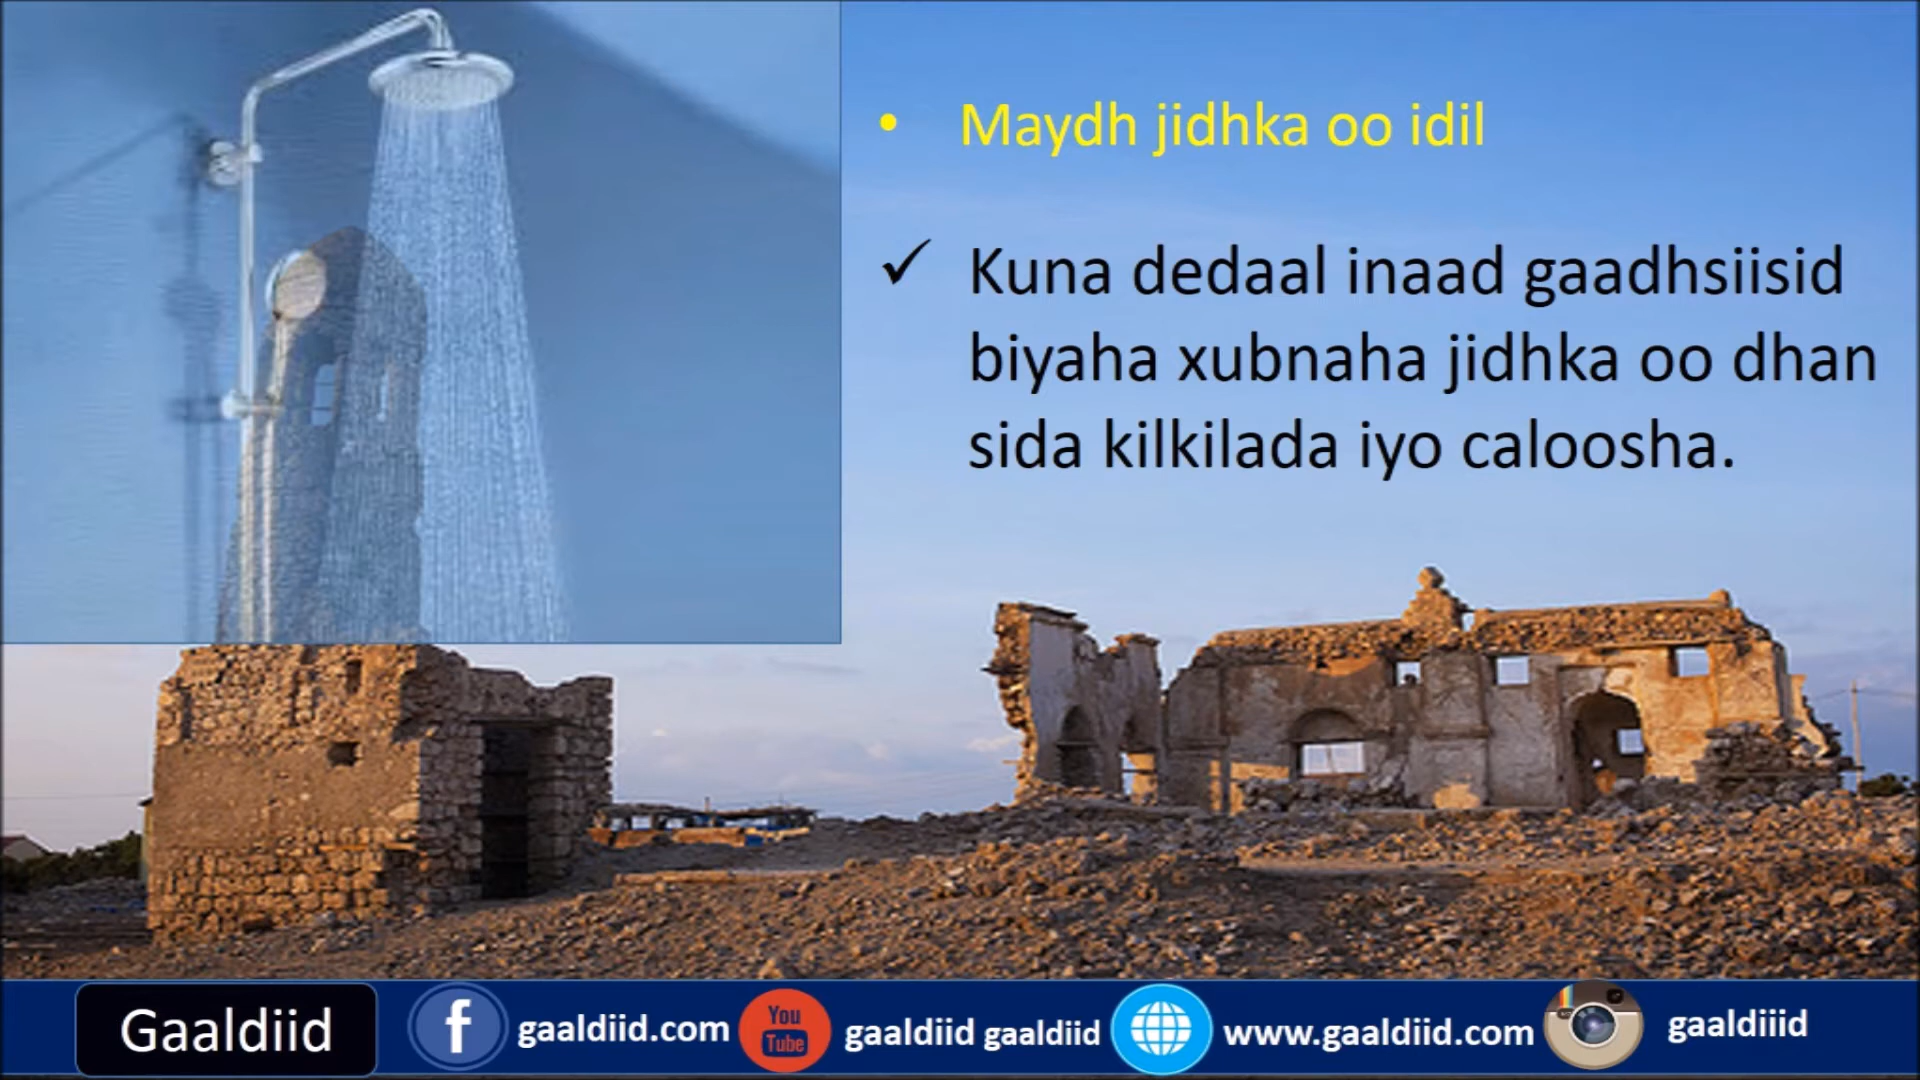 • Maydh jidhka oo idil
✓ Kuna dedaal inaad gaadhsiisid
biyaha xubnaha jidhka oo dhan
sida kilkilada iyo caloosha.
Gaaldiid
f gaaldiid.com
You Tube gaaldiid gaaldiid
www.gaaldiid.com
gaaldiiid